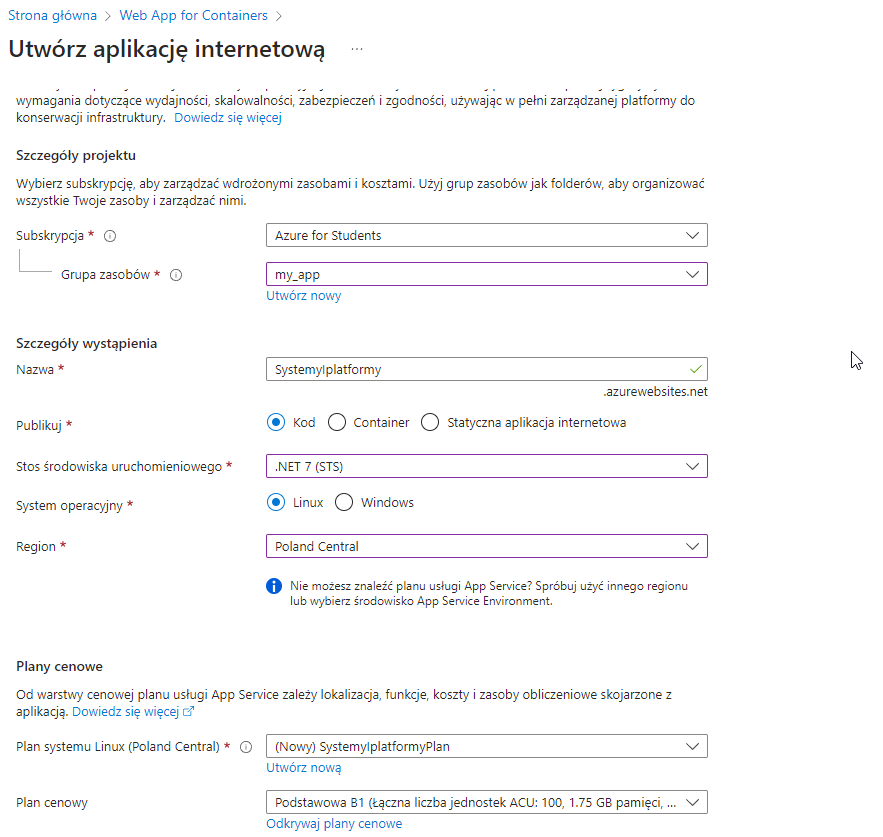 Strona główna > Web App for Containers >
Utwórz aplikację internetową ...
wymagania dotyczące wydajności, skalowalności, zabezpieczeń i zgodności, używając w pełni zarządzanej platformy do
konserwacji infrastruktury. Dowiedz się więcej
Szczegóły projektu
Wybierz subskrypcję, aby zarządzać wdrożonymi zasobami i kosztami. Użyj grup zasobów jak folderów, aby organizować
wszystkie Twoje zasoby i zarządzać nimi.
Subskrypcja * Azure for Students
Grupa zasobów * my_app
Utwórz nowy
Szczegóły wystąpienia
Nazwa * SystemyIplatformy
.azurewebsites.net
Publikuj * Kod Container Statyczna aplikacja internetowa
Stos środowiska uruchomieniowego * .NET 7 (STS)
System operacyjny * Linux Windows
Region * Poland Central
Nie możesz znaleźć planu usługi App Service? Spróbuj użyć innego regionu
lub wybierz środowisko App Service Environment.
Plany cenowe
Od warstwy cenowej planu usługi App Service zależy lokalizacja, funkcje, koszty i zasoby obliczeniowe skojarzone z
aplikacją. Dowiedz się więcej
Plan systemu Linux (Poland Central) * (Nowy) SystemyIplatformyPlan
Utwórz nową
Plan cenowy Podstawowa B1 (Łączna liczba jednostek ACU: 100, 1.75 GB pamięci, ...
Odkrywaj plany cenowe